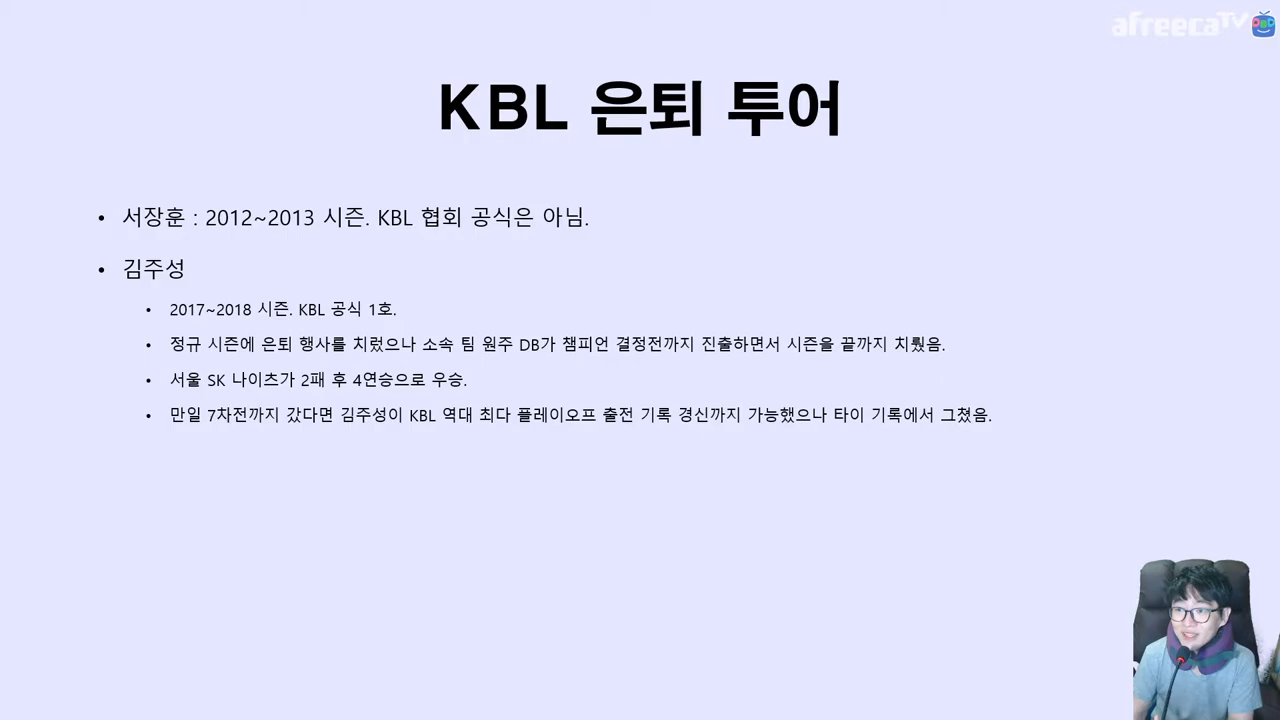 afreecaTV
KBL 은퇴 투어
• 서장훈 : 2012~2013 시즌. KBL 협회 공식은 아님.
• 김주성
• 2017~2018 시즌. KBL 공식 1호.
• 정규 시즌에 은퇴 행사를 치렀으나 소속 팀 원주 DB가 챔피언 결정전까지 진출하면서 시즌을 끝까지 치뤘음.
• 서울 SK 나이츠가 2패 후 4연승으로 우승.
• 만일 7차전까지 갔다면 김주성이 KBL 역대 최다 플레이오프 출전 기록 경신까지 가능했으나 타이 기록에서 그쳤음.